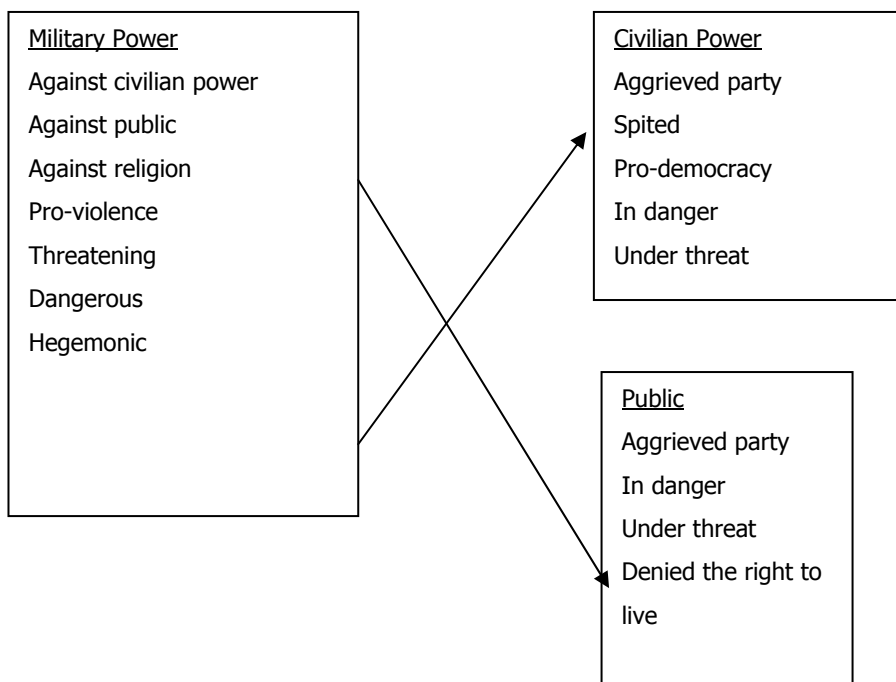 Military Power
Against civilian power
Against public
Against religion
Pro-violence
Threatening
Dangerous
Hegemonic
Civilian Power
Aggrieved party
Spited
Pro-democracy
In danger
Under threat
Public
Aggrieved party
In danger
Under threat
Denied the right to
live